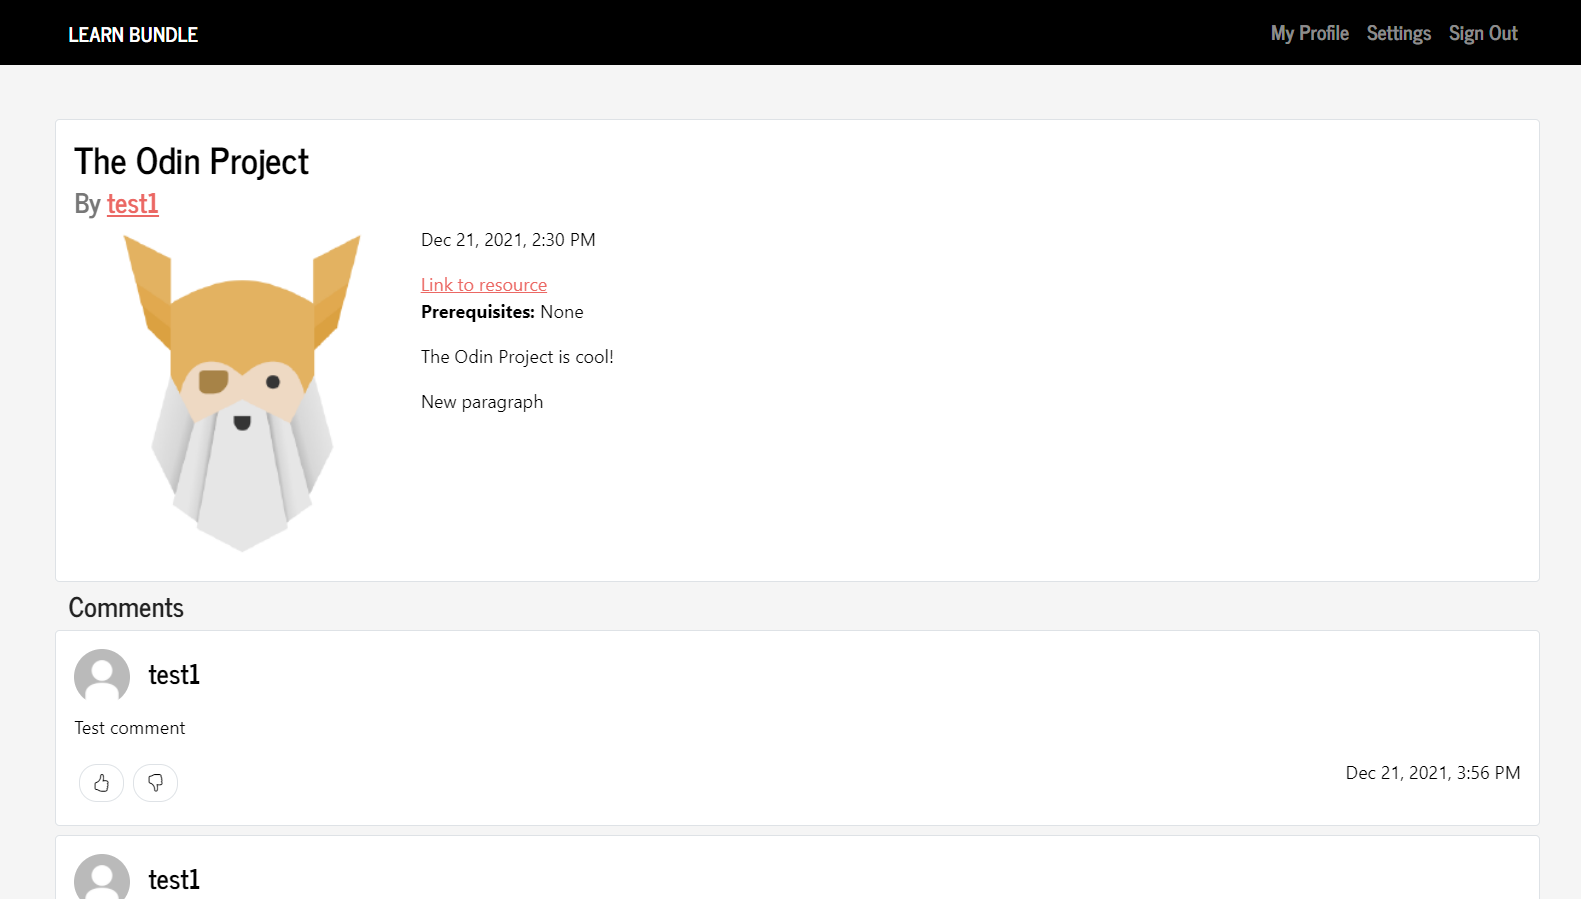 LEARN BUNDLE
My Profile Settings Sign Out
The Odin Project
By test1
Dec 21, 2021, 2:30 PM
Link to resource
Prerequisites: None
The Odin Project is cool!
New paragraph
Comments
test1
Test comment
Dec 21, 2021, 3:56 PM
test1